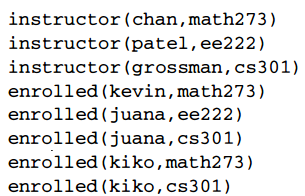 instructor(chan,math273)
instructor(patel,ee222)
instructor(grossman,cs301)
enrolled(kevin,math273)
enrolled(juana,ee222)
enrolled(juana,cs301)
enrolled(kiko,math273)
enrolled(kiko,cs301)